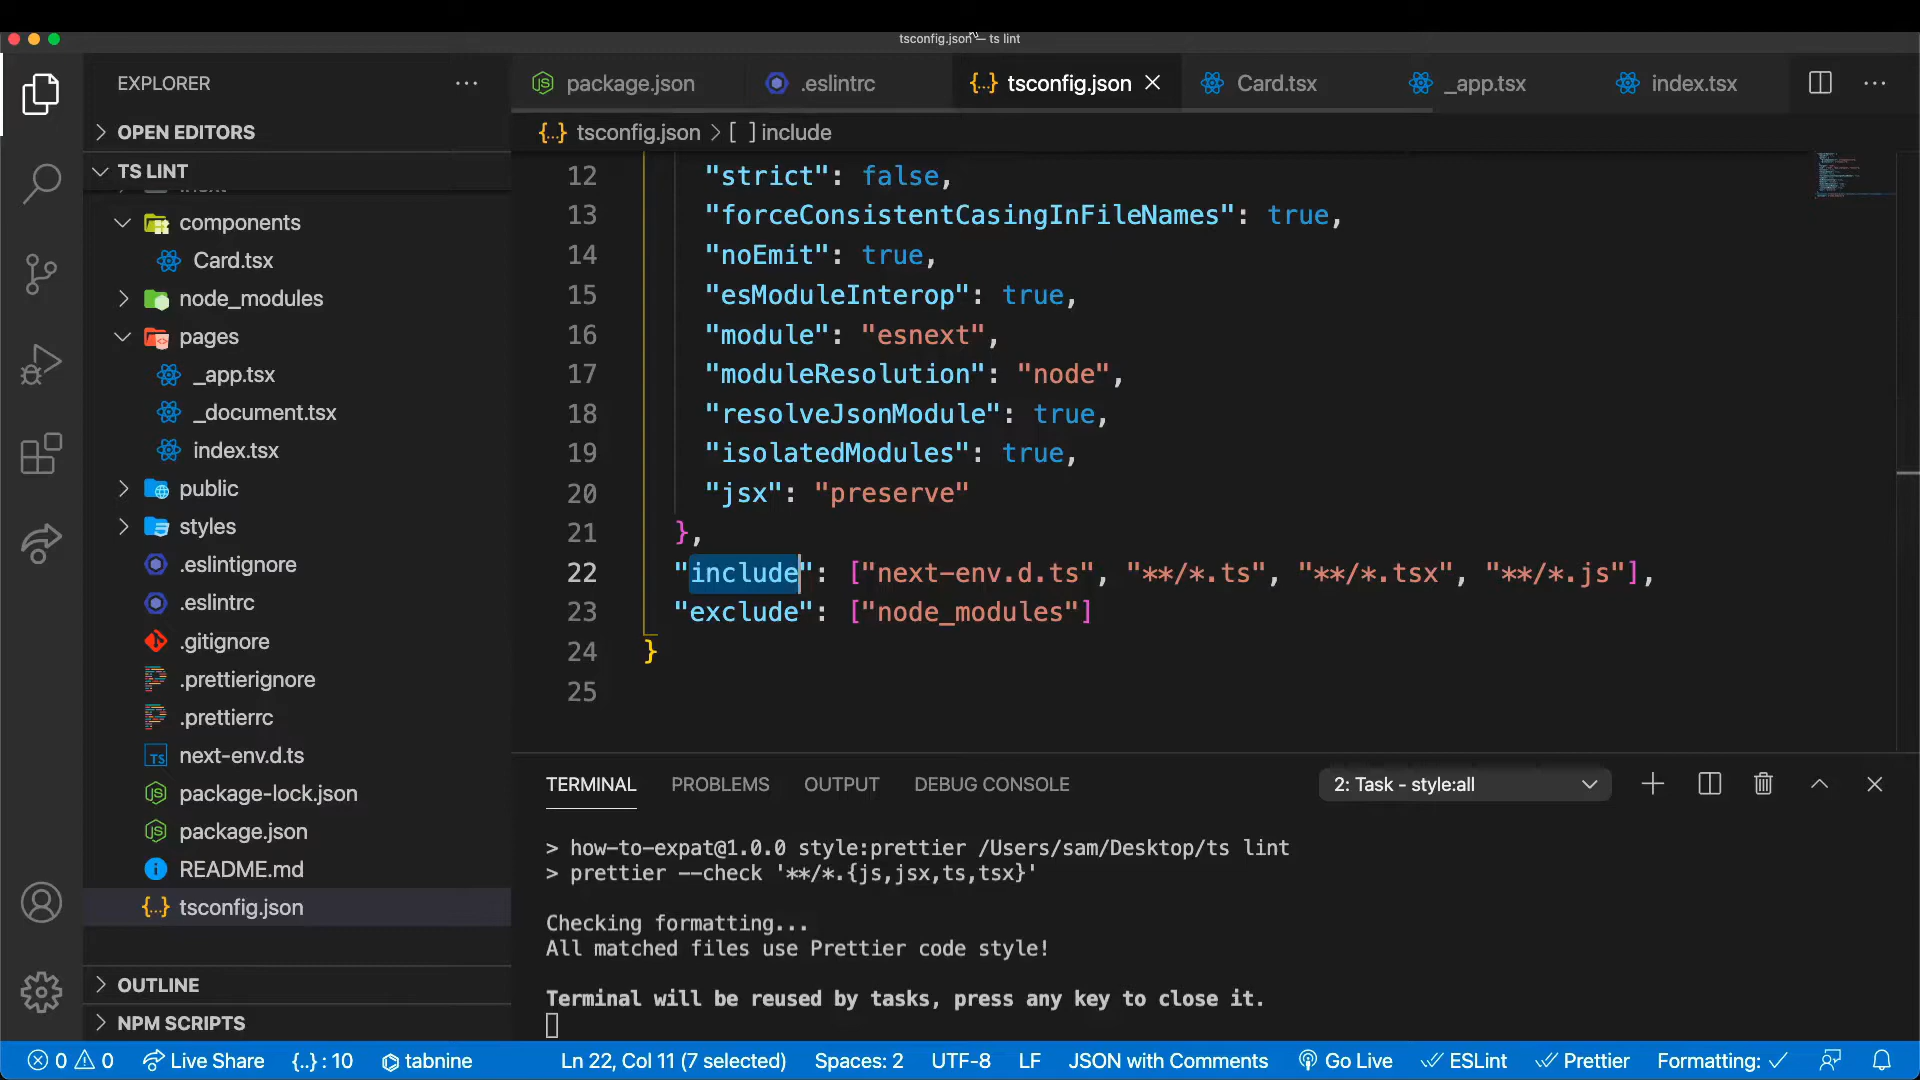 tsconfig.json — ts lint
EXPLORER
package.json
.eslintrc
{..} tsconfig.json
Card.tsx
_app.tsx
index.tsx
OPEN EDITORS
{..} tsconfig.json > [ ] include
TS LINT
components
Card.tsx
node_modules
pages
_app.tsx
_document.tsx
index.tsx
public
styles
.eslintignore
.eslintrc
.gitignore
.prettierignore
.prettierrc
TS next-env.d.ts
package-lock.json
package.json
README.md
{..} tsconfig.json
OUTLINE
NPM SCRIPTS
12 "strict": false,
13 "forceConsistentCasingInFileNames": true,
14 "noEmit": true,
15 "esModuleInterop": true,
16 "module": "esnext",
17 "moduleResolution": "node",
18 "resolveJsonModule": true,
19 "isolatedModules": true,
20 "jsx": "preserve"
21 },
22 "include": ["next-env.d.ts", "**/*.ts", "**/*.tsx", "**/*.js"],
23 "exclude": ["node_modules"]
24 }
25
TERMINAL PROBLEMS OUTPUT DEBUG CONSOLE 2: Task - style:all
> how-to-expat@1.0.0 style:prettier /Users/sam/Desktop/ts lint
> prettier --check '**/*.{js,jsx,ts,tsx}'
Checking formatting...
All matched files use Prettier code style!
Terminal will be reused by tasks, press any key to close it.
0 0 Live Share {..} : 10 tabnine Ln 22, Col 11 (7 selected) Spaces: 2 UTF-8 LF JSON with Comments Go Live ESLint Prettier Formatting: ✓